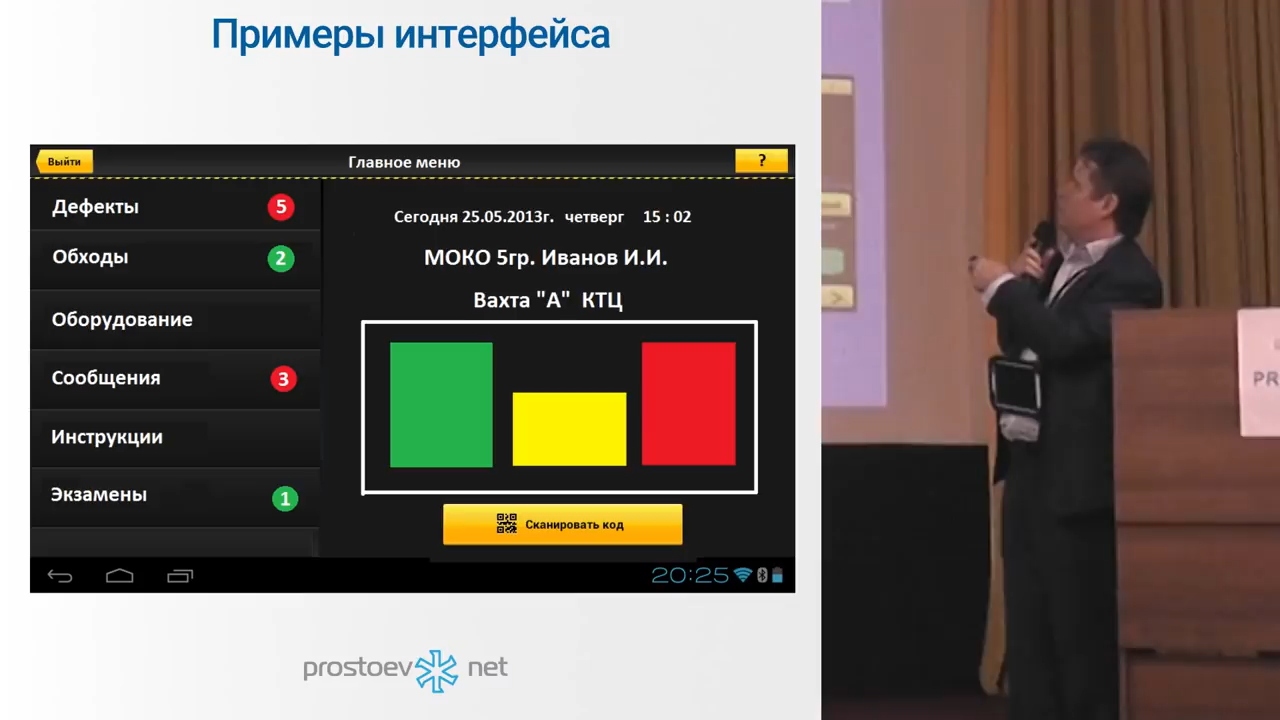 Примеры интерфейса
Выйти
Главное меню
?
Дефекты 5
Обходы 2
Оборудование
Сообщения 3
Инструкции
Экзамены 1
Сегодня 25.05.2013г. четверг 15 : 02
МОКО 5гр. Иванов И.И.
Вахта "А" КТЦ
Сканировать код
20:25
prostoev net
PR